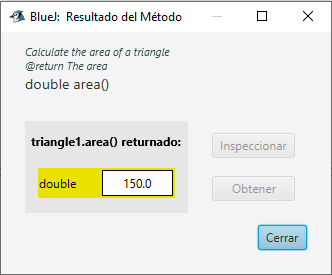 BlueJ: Resultado del Método
Calculate the area of a triangle
@return The area
double area()
triangle1.area() returnado:
Inspeccionar
double 150.0
Obtener
Cerrar